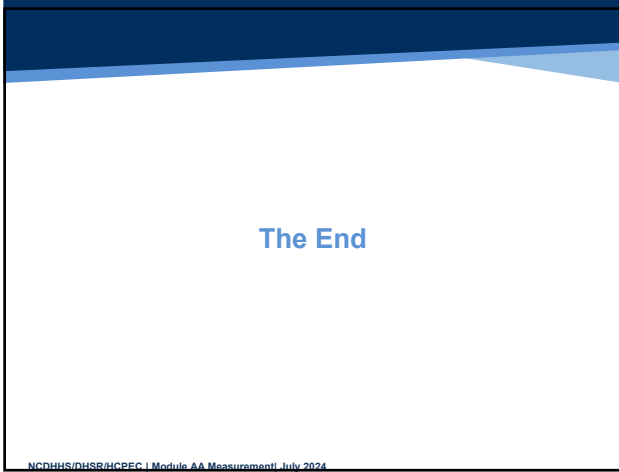 The End
NCDHHS/DHSR/HCPEC | Module AA Measurement| July 2024